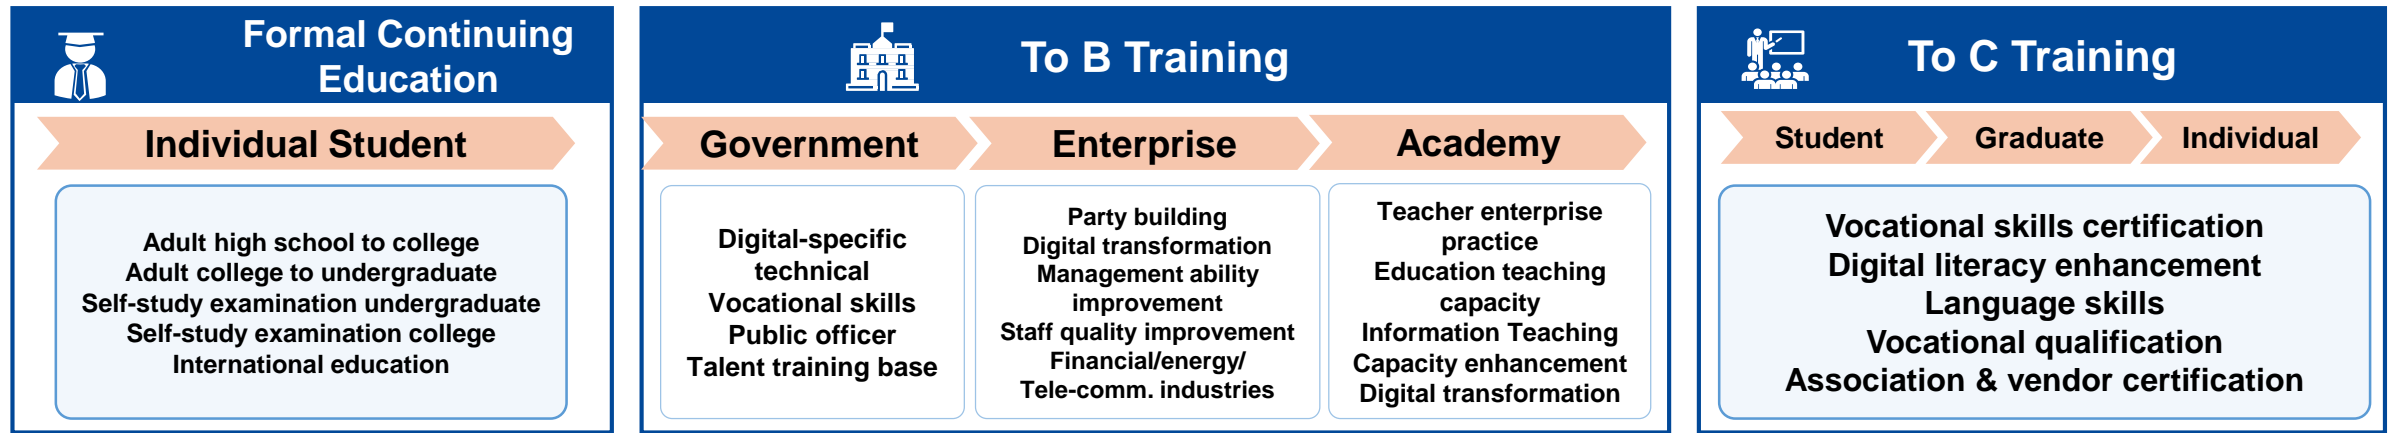 Formal Continuing
Education
Individual Student
Adult high school to college
Adult college to undergraduate
Self-study examination undergraduate
Self-study examination college
International education
To B Training
Government
Digital-specific
technical
Vocational skills
Public officer
Talent training base
Enterprise
Party building
Digital transformation
Management ability
improvement
Staff quality improvement
Financial/energy/
Tele-comm. industries
Academy
Teacher enterprise
practice
Education teaching
capacity
Information Teaching
Capacity enhancement
Digital transformation
To C Training
Student
Graduate
Individual
Vocational skills certification
Digital literacy enhancement
Language skills
Vocational qualification
Association & vendor certification